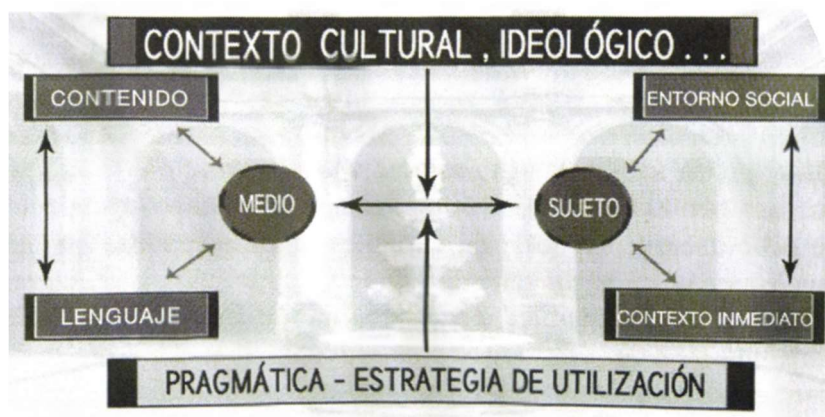 CONTEXTO CULTURAL , IDEOLÓGICO . . .
CONTENIDO
ENTORNO SOCIAL
MEDIO
SUJETO
LENGUAJE
CONTEXTO INMEDIATO
PRAGMÁTICA - ESTRATEGIA DE UTILIZACIÓN